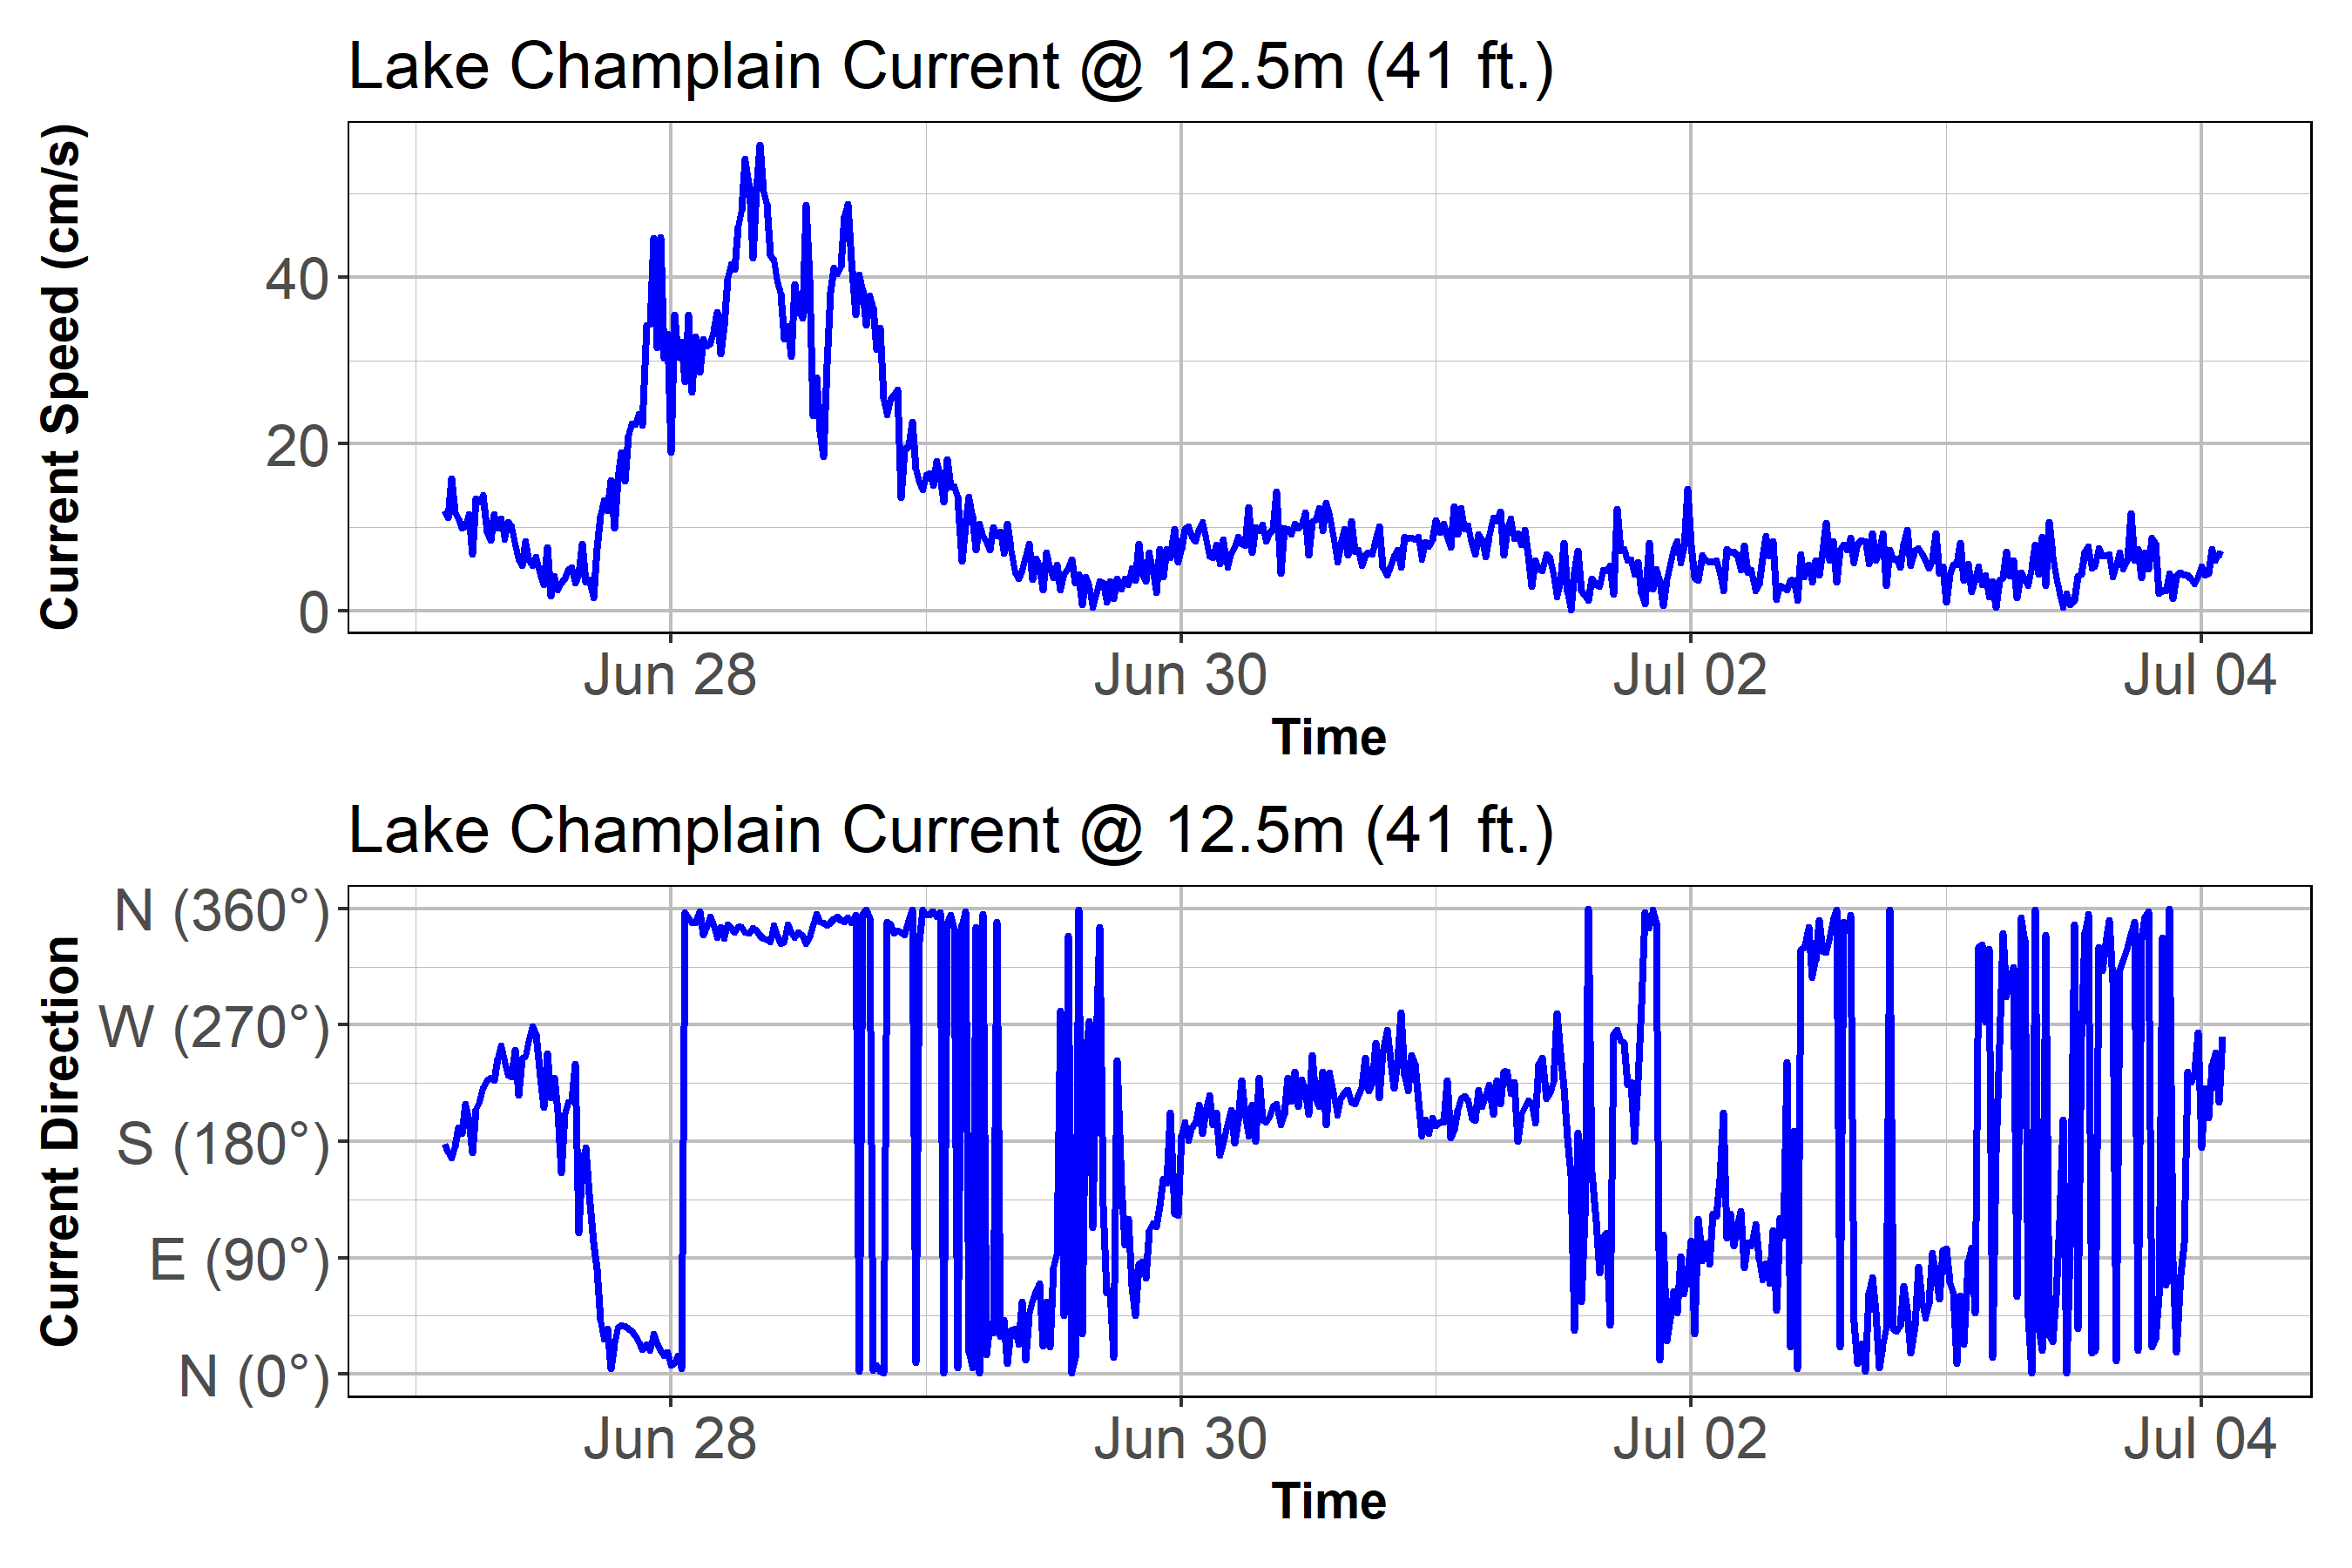 Lake Champlain Current @ 12.5m (41 ft.)
Current Speed (cm/s)
40
20
0
Jun 28 Jun 30 Jul 02 Jul 04
Time
Lake Champlain Current @ 12.5m (41 ft.)
Current Direction
N (360°)
W (270°)
S (180°)
E (90°)
N (0°)
Jun 28 Jun 30 Jul 02 Jul 04
Time